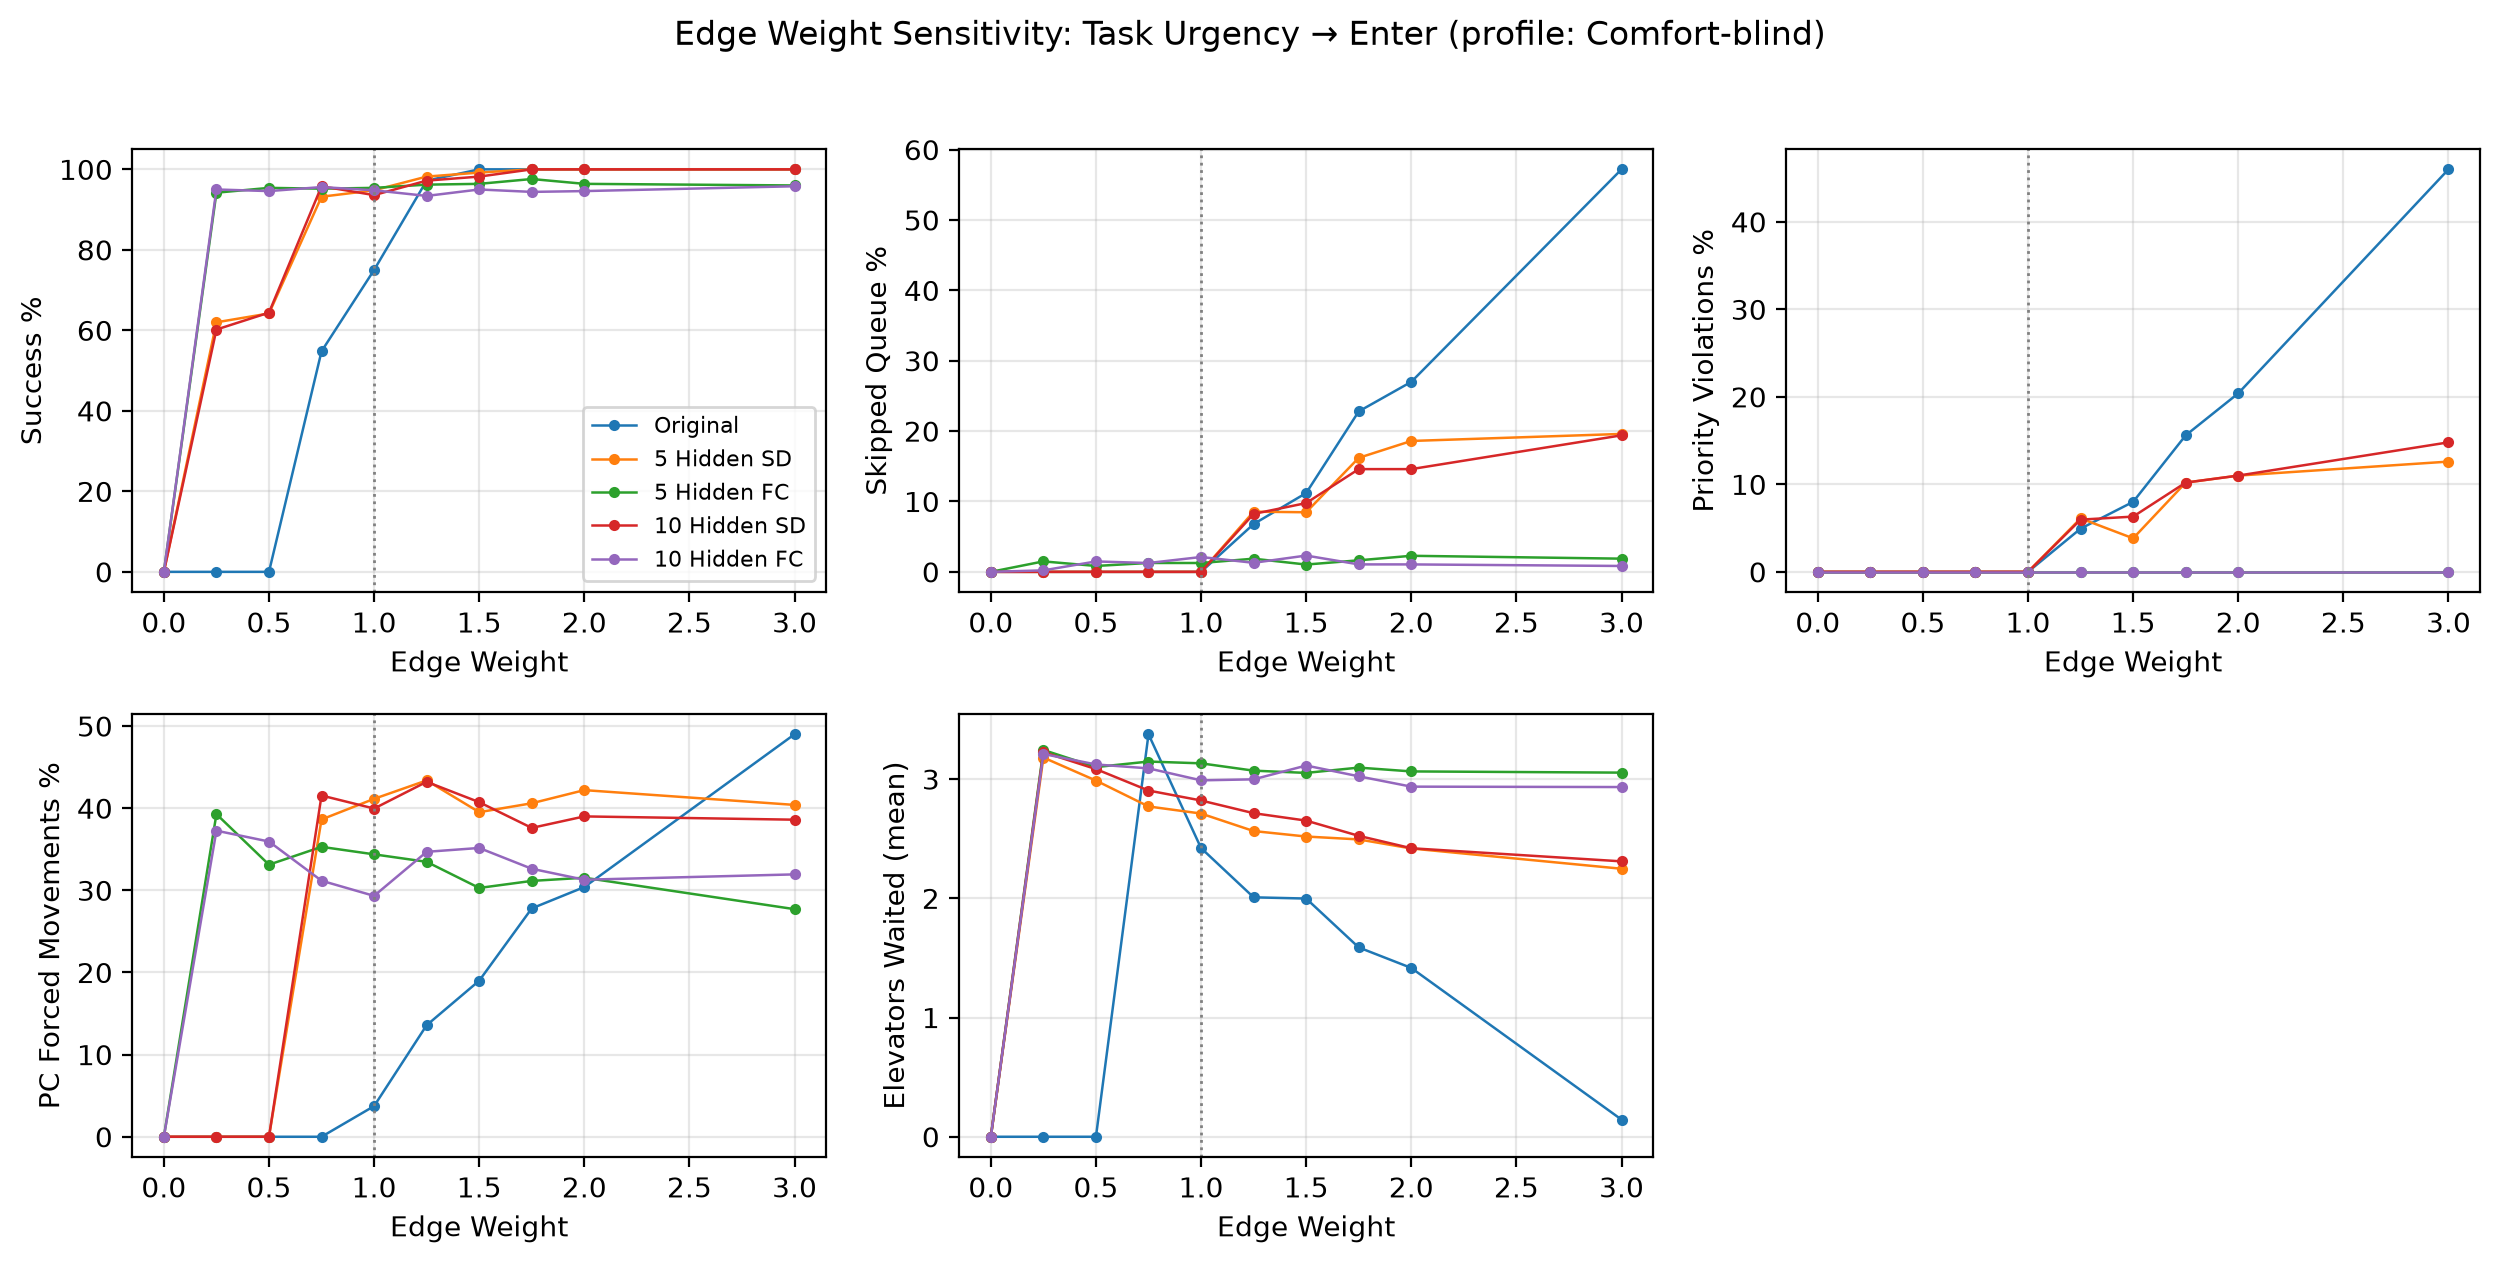 Edge Weight Sensitivity: Task Urgency → Enter (profile: Comfort-blind)
Success %
100
80
60
40
20
0
0.0 0.5 1.0 1.5 2.0 2.5 3.0
Edge Weight
Original
5 Hidden SD
5 Hidden FC
10 Hidden SD
10 Hidden FC
Skipped Queue %
60
50
40
30
20
10
0
0.0 0.5 1.0 1.5 2.0 2.5 3.0
Edge Weight
Priority Violations %
40
30
20
10
0
0.0 0.5 1.0 1.5 2.0 2.5 3.0
Edge Weight
PC Forced Movements %
50
40
30
20
10
0
0.0 0.5 1.0 1.5 2.0 2.5 3.0
Edge Weight
Elevators Waited (mean)
3
2
1
0
0.0 0.5 1.0 1.5 2.0 2.5 3.0
Edge Weight